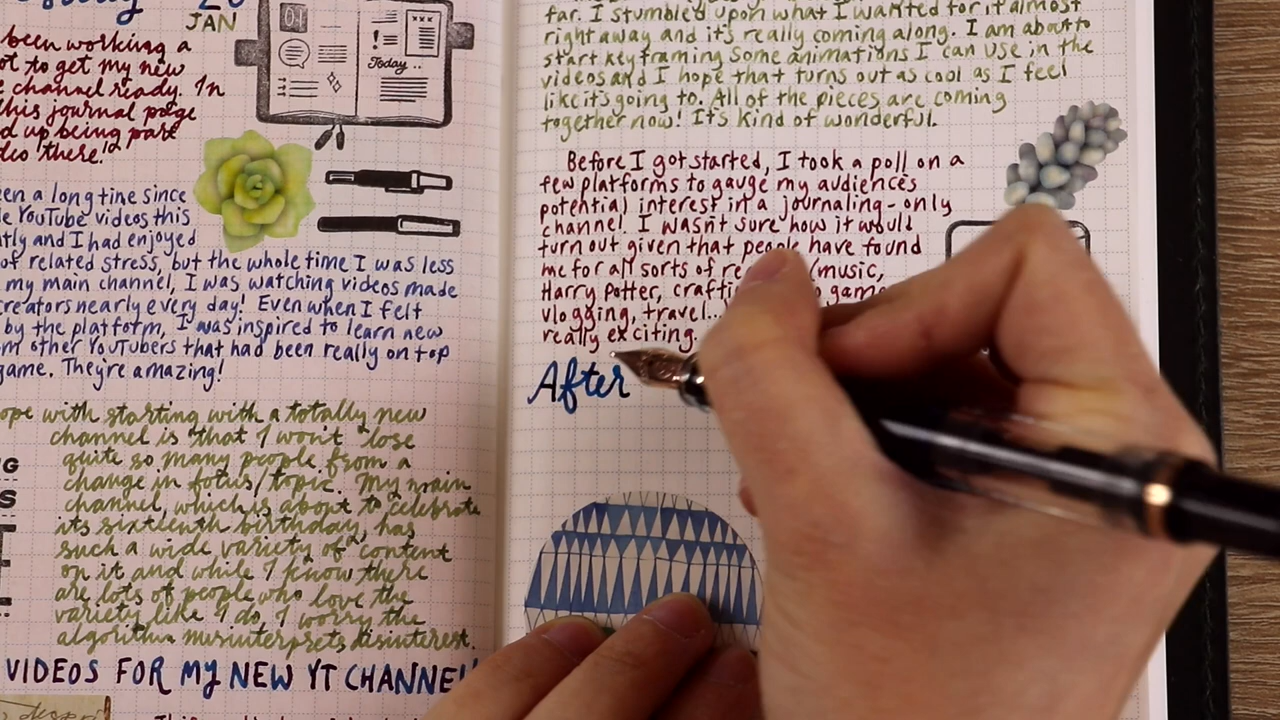 20
JAN
been working a
ot to get my new
e channel ready. In
this journal page
d up being part
deo there!
01
Today..
een a long tine since
le YouTube videos this
tly and I had enjoyed
of related stress, but the whole time I was less
my main channel, I was watching videos made
creators nearly every day! Even when I felt
by the platform, I was inspired to learn new
om other YouTubers that had been really on top
game. They're amazing!
ope with starting with a totally new
channel is that I won't lose
quite so many people from a
change in focus/topic. My main
channel, which is about to celebrate
its sixteenth birthday, has
such a wide variety of content
on it and while I know there
are lots of people who love the
variety like I do, I worry the
algorithm misinterprets disinterest.
VIDEOS FOR MY NEW YT CHANNEL
far. I stumbled upon what I wanted for it almost
right away and it's really coming along. I am about to
start keyframing some animations I can use in the
videos and I hope that turns out as cool as I feel
like it's going to. All of the pieces are coming
together now! It's kind of wonderful.
Before I got started, I took a poll on a
few platforms to gauge my audience's
potential interest in a journaling-only
channel. I wasn't sure how it would
turn out given that people have found
me for all sorts of re (music,
Harry Potter, crafti game
vlogging, travel...
really exciting.
After